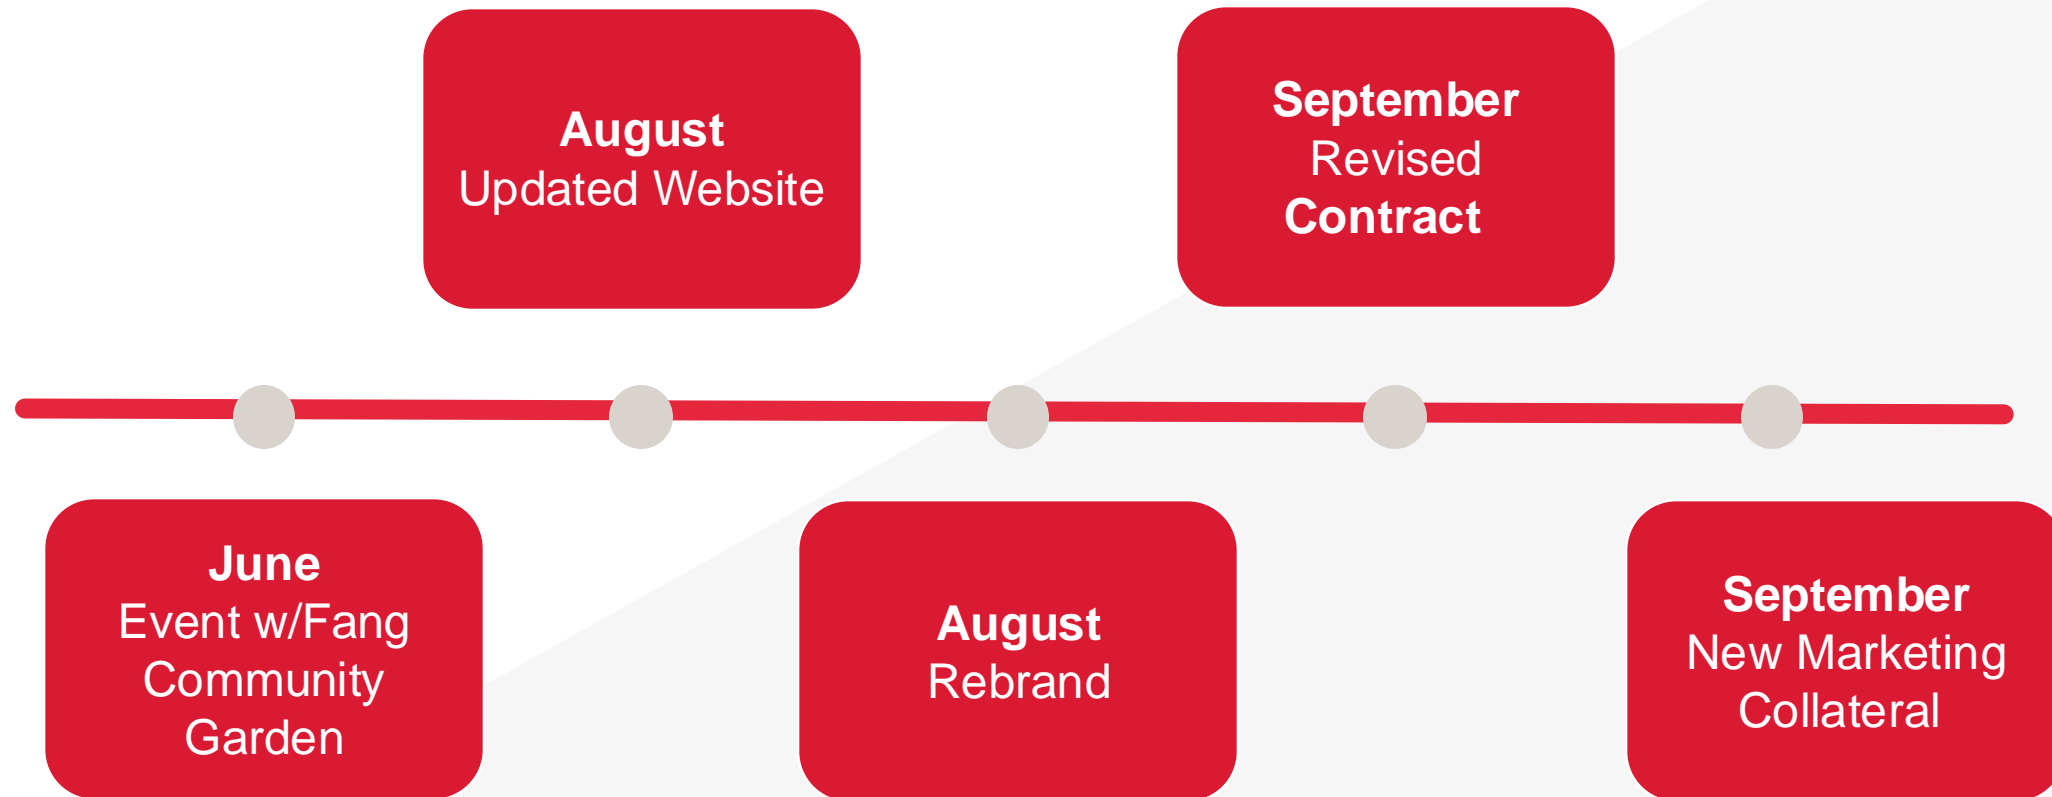 August
Updated Website
September
Revised
Contract
June
Event w/Fang
Community
Garden
August
Rebrand
September
New Marketing
Collateral